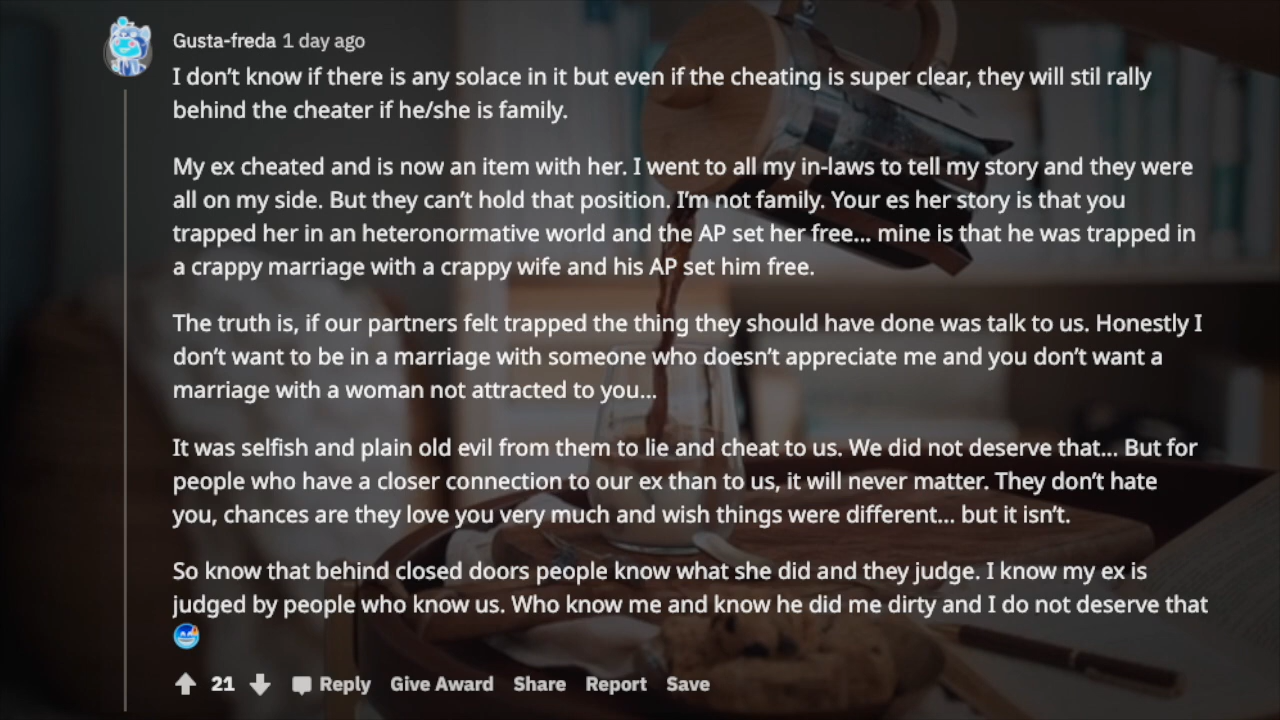 Gusta-freda 1 day ago
I don't know if there is any solace in it but even if the cheating is super clear, they will stil rally
behind the cheater if he/she is family.
My ex cheated and is now an item with her. I went to all my in-laws to tell my story and they were
all on my side. But they can't hold that position. I'm not family. Your es her story is that you
trapped her in an heteronormative world and the AP set her free... mine is that he was trapped in
a crappy marriage with a crappy wife and his AP set him free.
The truth is, if our partners felt trapped the thing they should have done was talk to us. Honestly I
don't want to be in a marriage with someone who doesn't appreciate me and you don't want a
marriage with a woman not attracted to you...
It was selfish and plain old evil from them to lie and cheat to us. We did not deserve that... But for
people who have a closer connection to our ex than to us, it will never matter. They don't hate
you, chances are they love you very much and wish things were different... but it isn't.
So know that behind closed doors people know what she did and they judge. I know my ex is
judged by people who know us. Who know me and know he did me dirty and I do not deserve that
21 Reply Give Award Share Report Save